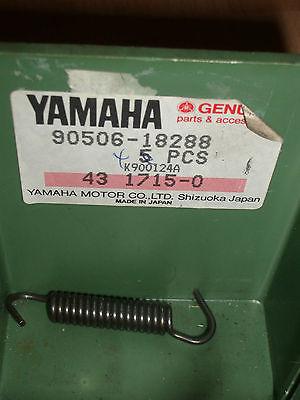 YAMAHA
GENU
parts & acces
90506-18288
5 PCS
K900124A
43 1715-0
YAMAHA MOTOR CO., LTD. Shizuoka Japan
MADE IN JAPAN